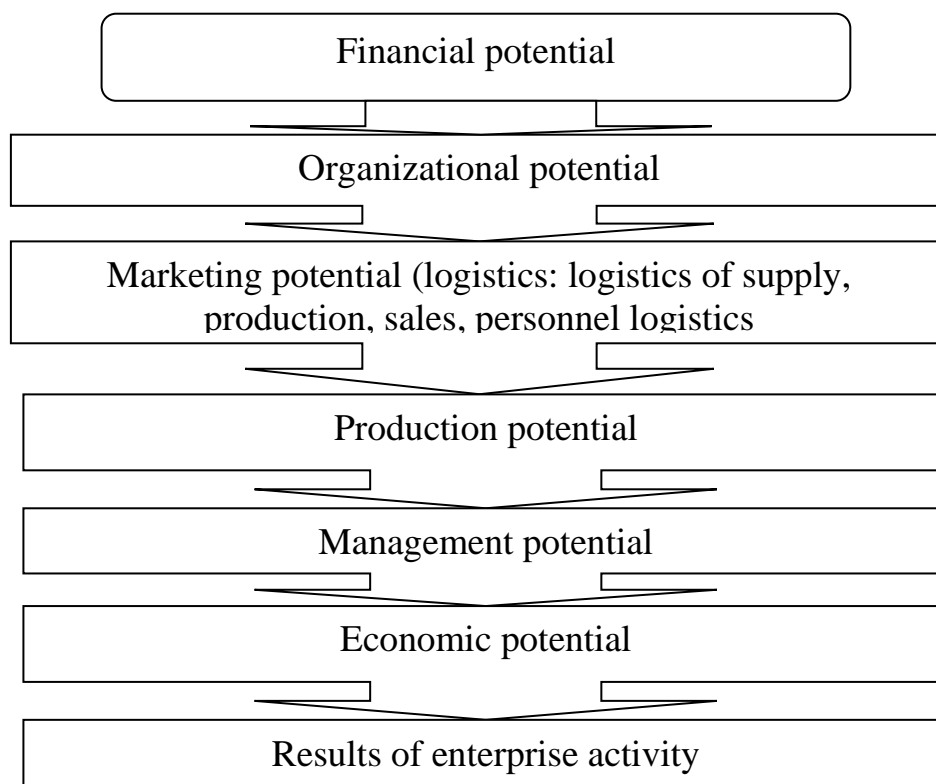 Financial potential
Organizational potential
Marketing potential (logistics: logistics of supply,
production, sales, personnel logistics
Production potential
Management potential
Economic potential
Results of enterprise activity